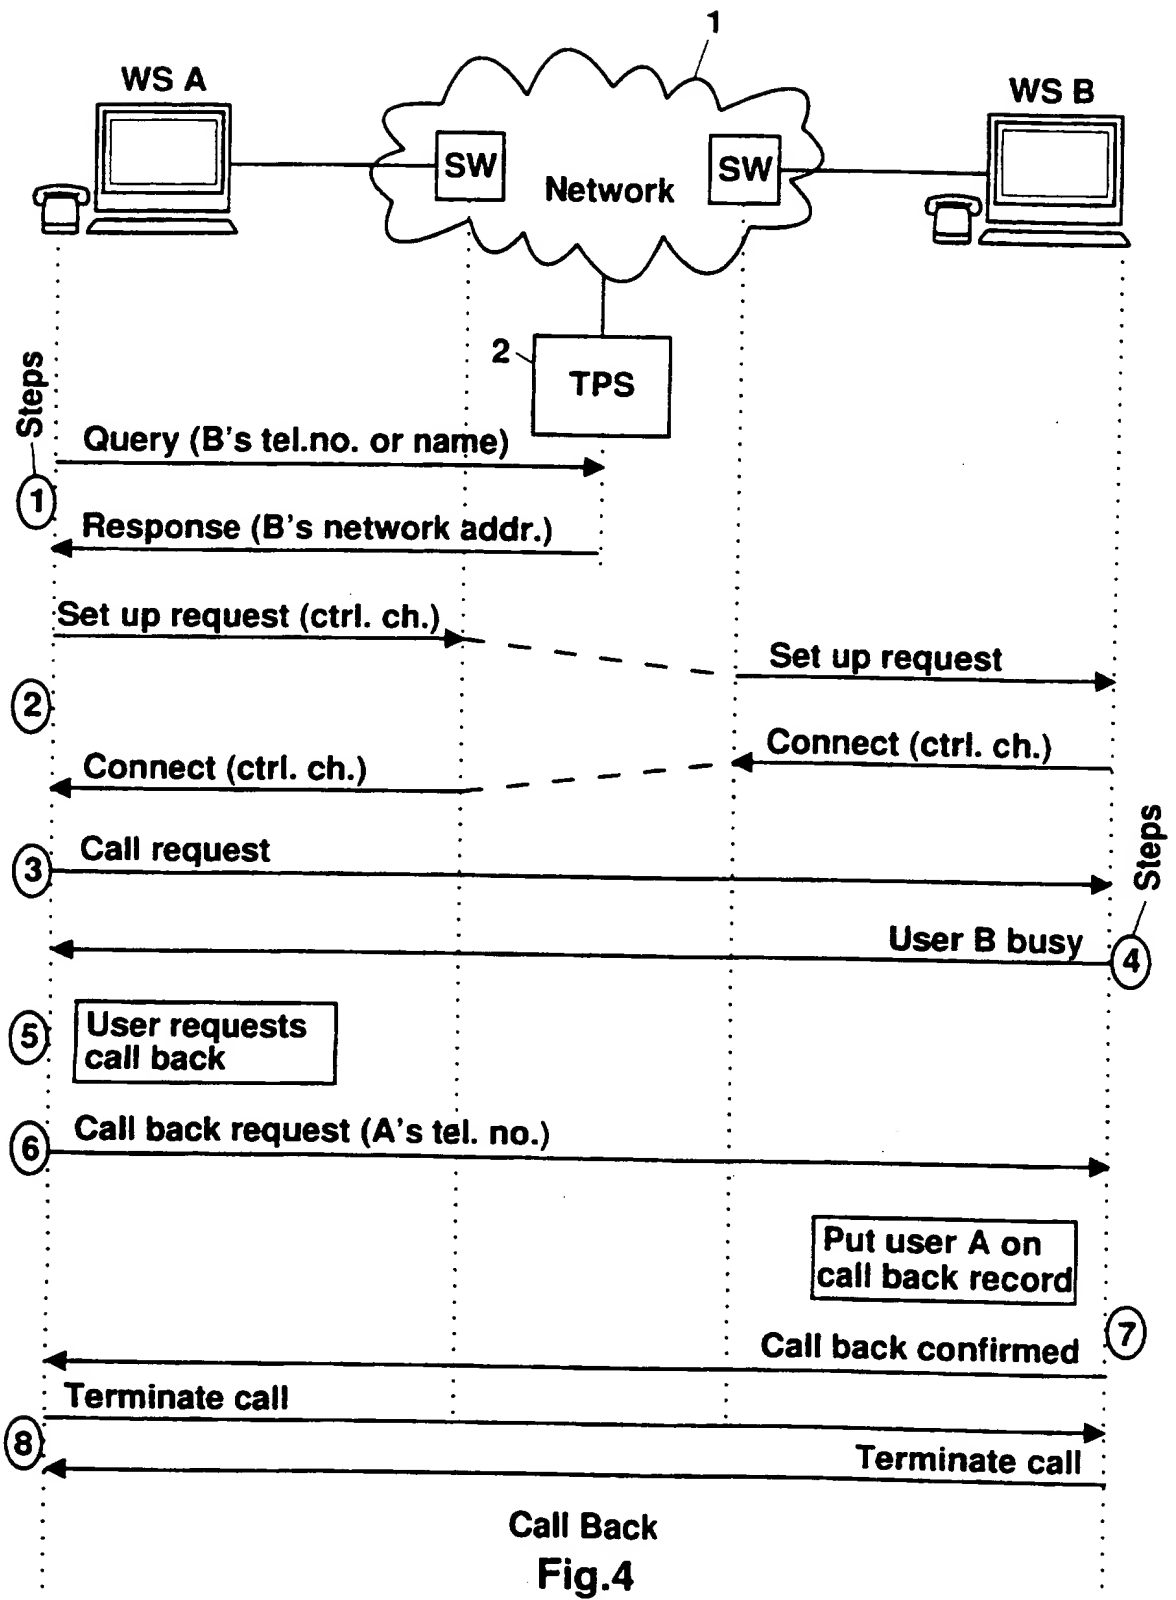 1
WS A
WS B
SW
SW
Network
2
TPS
Steps
Query (B's tel.no. or name)
1
Response (B's network addr.)
Set up request (ctrl. ch.)
Set up request
2
Connect (ctrl. ch.)
Connect (ctrl. ch.)
Steps
Call request
3
User B busy
4
5
User requests
call back
Call back request (A's tel. no.)
6
Put user A on
call back record
7
Call back confirmed
Terminate call
8
Terminate call
Call Back
Fig.4